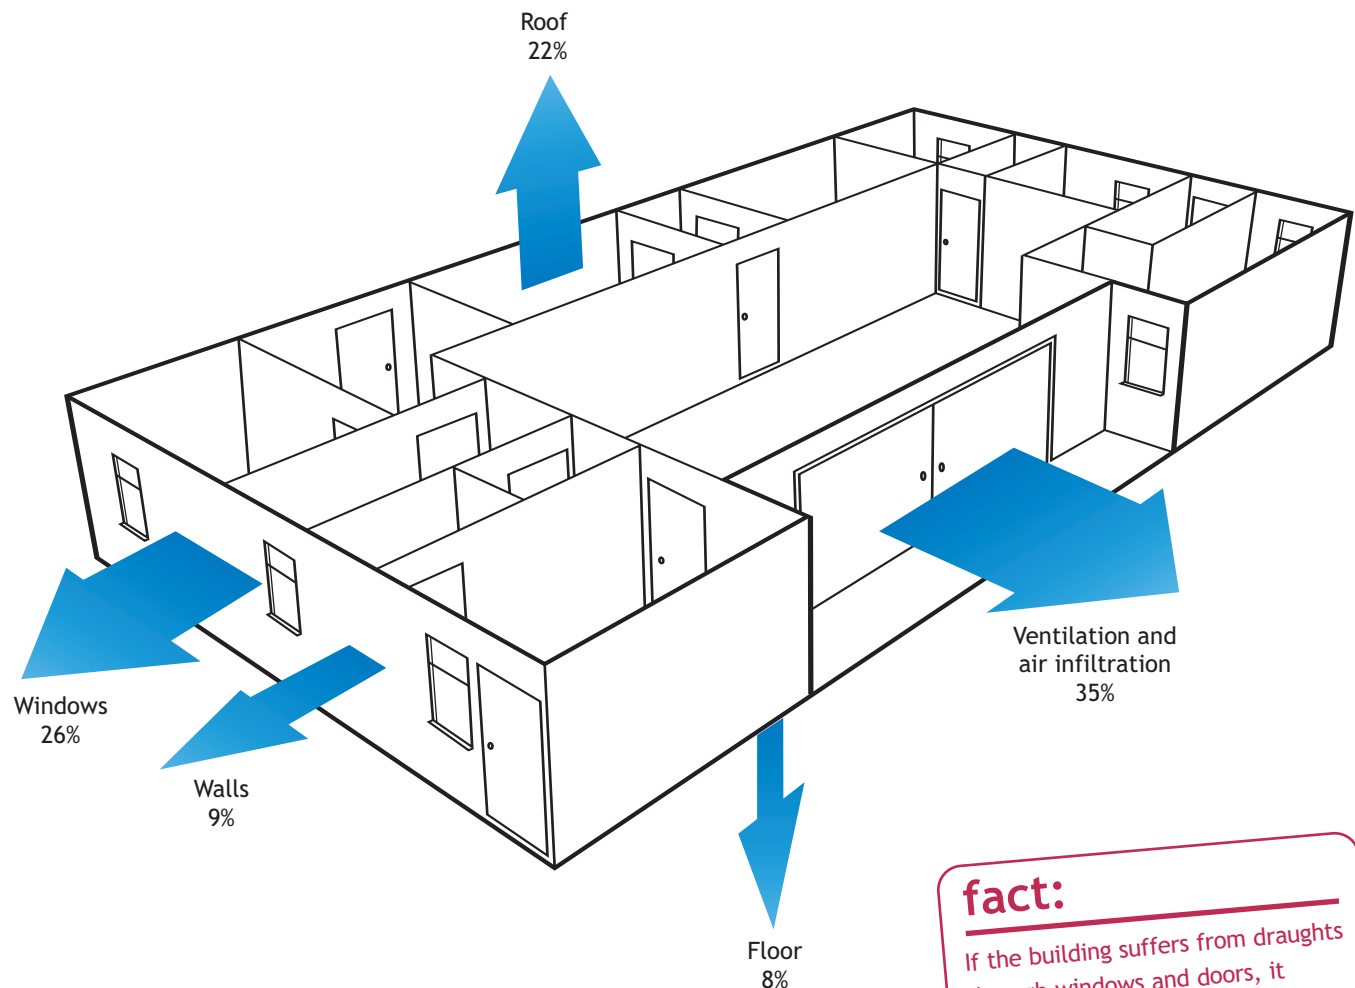 Roof
22%
Windows
26%
Walls
9%
Ventilation and
air infiltration
35%
Floor
8%
fact:
If the building suffers from draughts
windows and doors, it